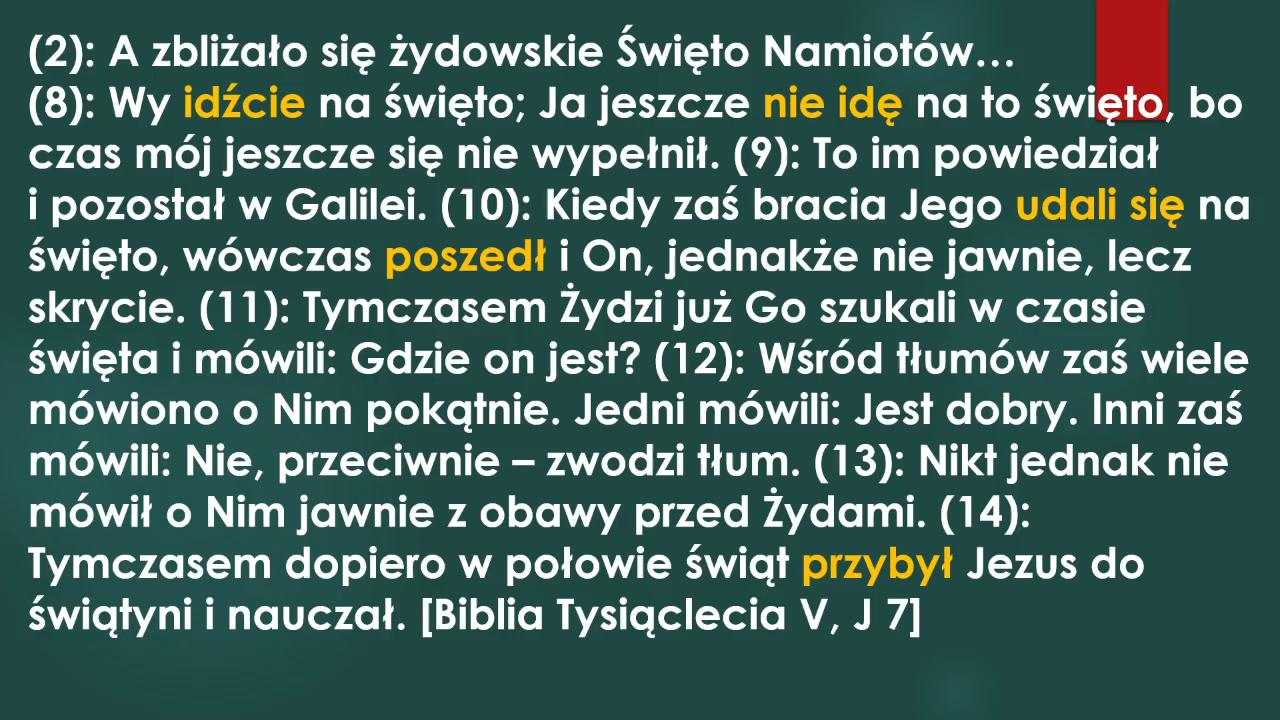 (2): A zbliżało się żydowskie Święto Namiotów…
(8): Wy idźcie na święto; Ja jeszcze nie idę na to święto, bo
czas mój jeszcze się nie wypełnił. (9): To im powiedział
i pozostał w Galilei. (10): Kiedy zaś bracia Jego udali się na
święto, wówczas poszedł i On, jednakże nie jawnie, lecz
skrycie. (11): Tymczasem Żydzi już Go szukali w czasie
święta i mówili: Gdzie on jest? (12): Wśród tłumów zaś wiele
mówiono o Nim pokątnie. Jedni mówili: Jest dobry. Inni zaś
mówili: Nie, przeciwnie – zwodzi tłum. (13): Nikt jednak nie
mówił o Nim jawnie z obawy przed Żydami. (14):
Tymczasem dopiero w połowie świąt przybył Jezus do
świątyni i nauczał. [Biblia Tysiąclecia V, J 7]